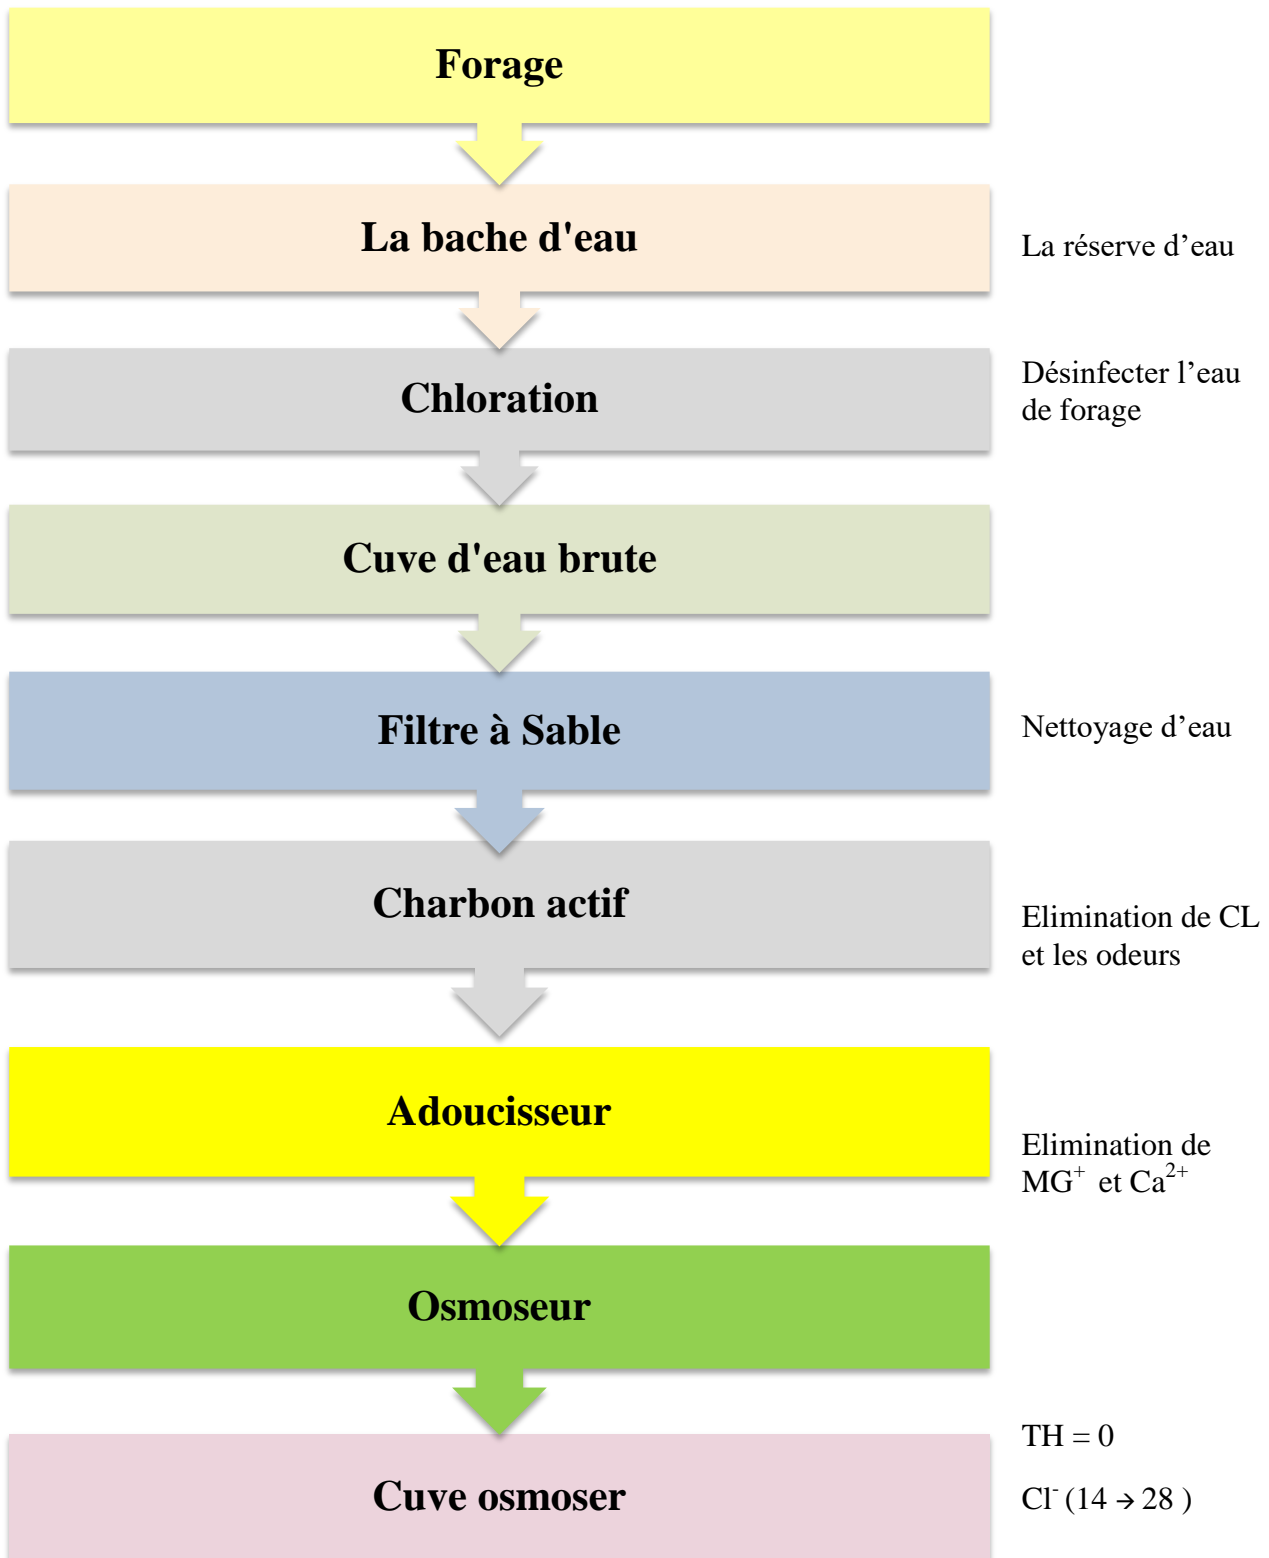 Forage
La bache d'eau
La réserve d’eau
Chloration
Désinfecter l’eau
de forage
Cuve d'eau brute
Filtre à Sable
Nettoyage d’eau
Charbon actif
Elimination de CL
et les odeurs
Adoucisseur
Elimination de
MG⁺ et Ca²⁺
Osmoseur
TH = 0
Cuve osmoser
Cl⁻ (14 → 28 )